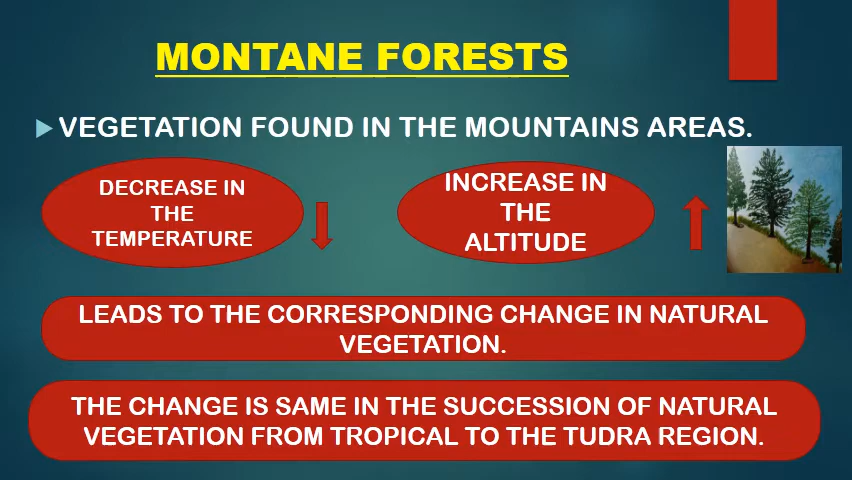 MONTANE FORESTS
VEGETATION FOUND IN THE MOUNTAINS AREAS.
DECREASE IN
THE
TEMPERATURE
INCREASE IN
THE
ALTITUDE
LEADS TO THE CORRESPONDING CHANGE IN NATURAL
VEGETATION.
THE CHANGE IS SAME IN THE SUCCESSION OF NATURAL
VEGETATION FROM TROPICAL TO THE TUDRA REGION.